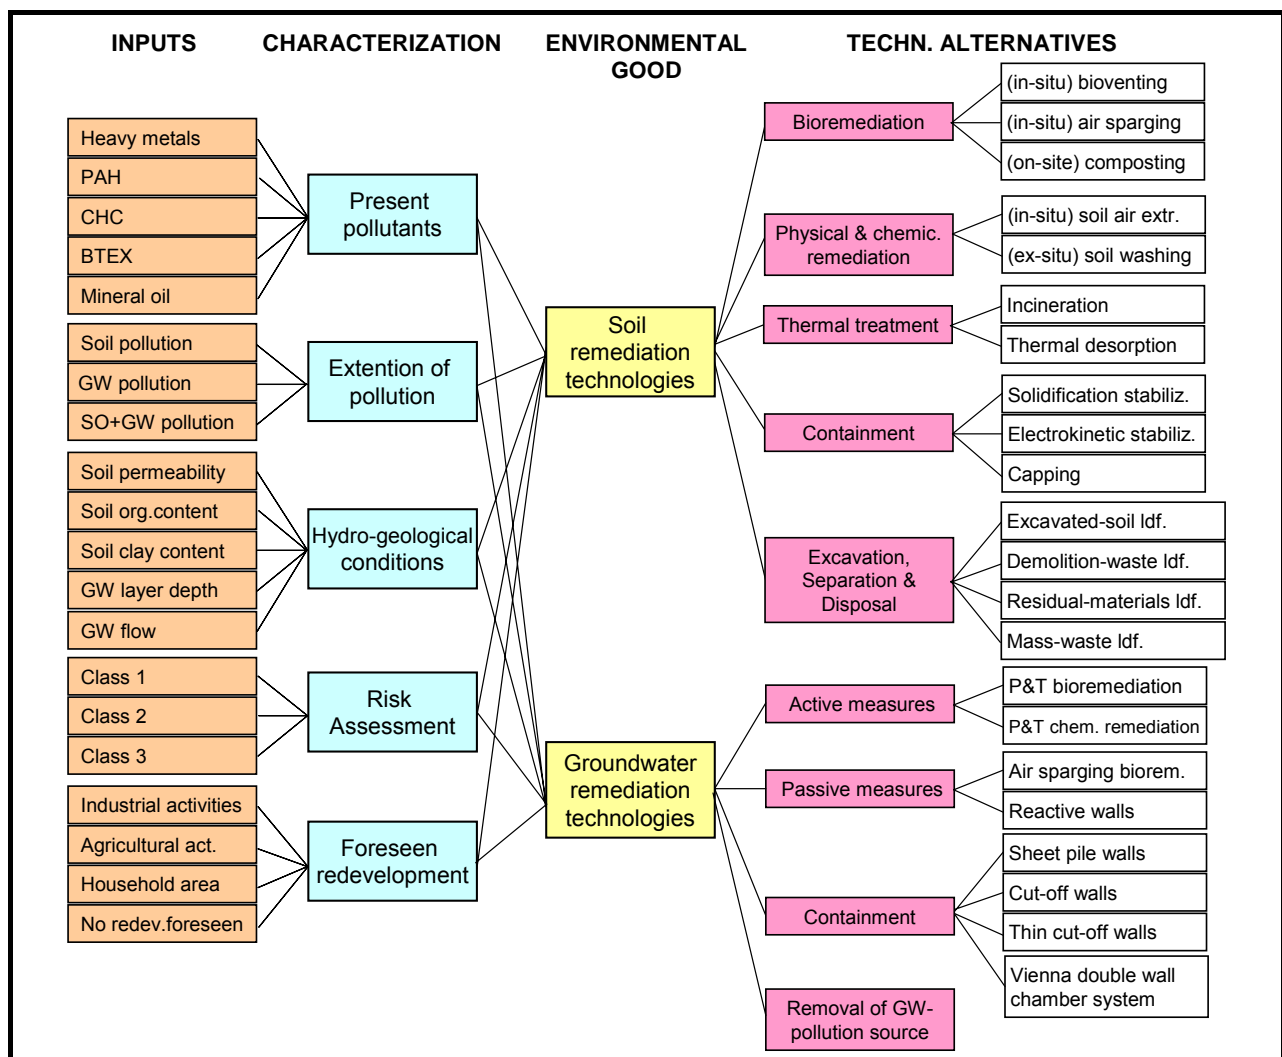 INPUTS
CHARACTERIZATION
ENVIRONMENTAL
GOOD
TECHN. ALTERNATIVES
Heavy metals
PAH
CHC
BTEX
Mineral oil
Soil pollution
GW pollution
SO+GW pollution
Soil permeability
Soil org.content
Soil clay content
GW layer depth
GW flow
Class 1
Class 2
Class 3
Industrial activities
Agricultural act.
Household area
No redev.foreseen
Present
pollutants
Extention of
pollution
Hydro-geological
conditions
Risk
Assessment
Foreseen
redevelopment
Soil
remediation
technologies
Groundwater
remediation
technologies
Bioremediation
Physical & chemic.
remediation
Thermal treatment
Containment
Excavation,
Separation &
Disposal
Active measures
Passive measures
Containment
Removal of GW-
pollution source
(in-situ) bioventing
(in-situ) air sparging
(on-site) composting
(in-situ) soil air extr.
(ex-situ) soil washing
Incineration
Thermal desorption
Solidification stabiliz.
Electrokinetic stabiliz.
Capping
Excavated-soil ldf.
Demolition-waste ldf.
Residual-materials ldf.
Mass-waste ldf.
P&T bioremediation
P&T chem. remediation
Air sparging biorem.
Reactive walls
Sheet pile walls
Cut-off walls
Thin cut-off walls
Vienna double wall
chamber system